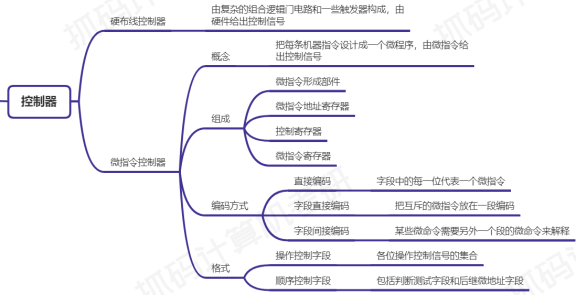 控制器
硬布线控制器
由复杂的组合逻辑门电路和一些触发器构成，由
硬件给出控制信号
微指令控制器
概念
把每条机器指令设计成一个微程序，由微指令给
出控制信号
组成
微指令形成部件
微指令地址寄存器
控制寄存器
微指令寄存器
编码方式
直接编码
字段中的每一位代表一个微指令
字段直接编码
把互斥的微指令放在一段编码
字段间接编码
某些微命令需要另外一个段的微命令来解释
格式
操作控制字段
各位操作控制信号的集合
顺序控制字段
包括判断测试字段和后继微地址字段
抓码计算机考研